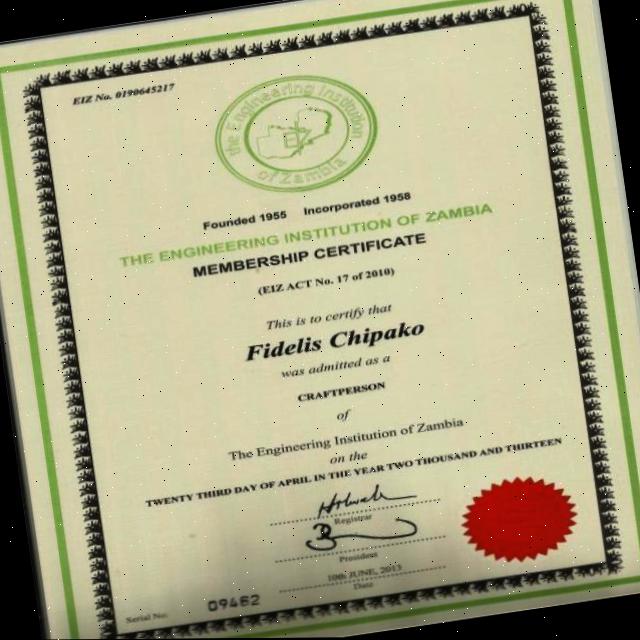 EIZ No. 0190645217
the Engineering Institution
of Zambia
Founded 1955 Incorporated 1958
THE ENGINEERING INSTITUTION OF ZAMBIA
MEMBERSHIP CERTIFICATE
(EIZ ACT No. 17 of 2010)
This is to certify that
Fidelis Chipako
was admitted as a
CRAFTPERSON
of
The Engineering Institution of Zambia
on the
TWENTY THIRD DAY OF APRIL IN THE YEAR TWO THOUSAND AND THIRTEEN
Registrar
President
10th JUNE, 2013
Date
Serial No: 09482